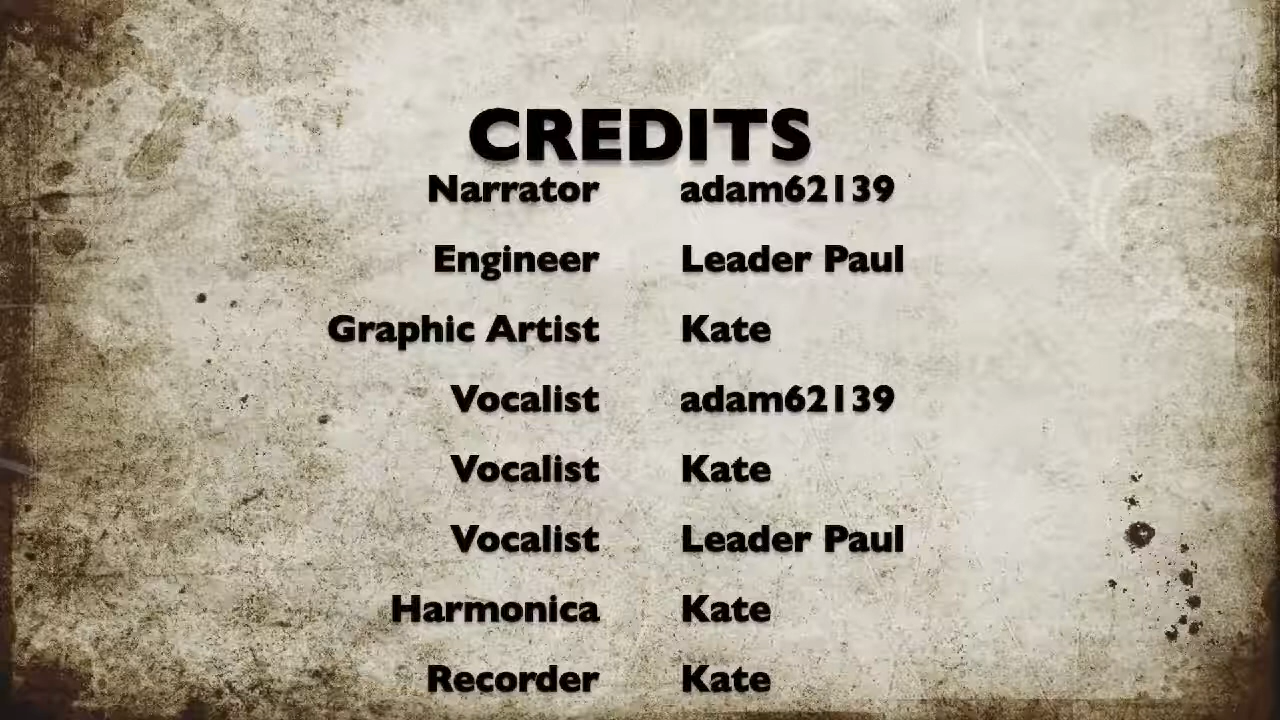 CREDITS
Narrator adam62139
Engineer Leader Paul
Graphic Artist Kate
Vocalist adam62139
Vocalist Kate
Vocalist Leader Paul
Harmonica Kate
Recorder Kate